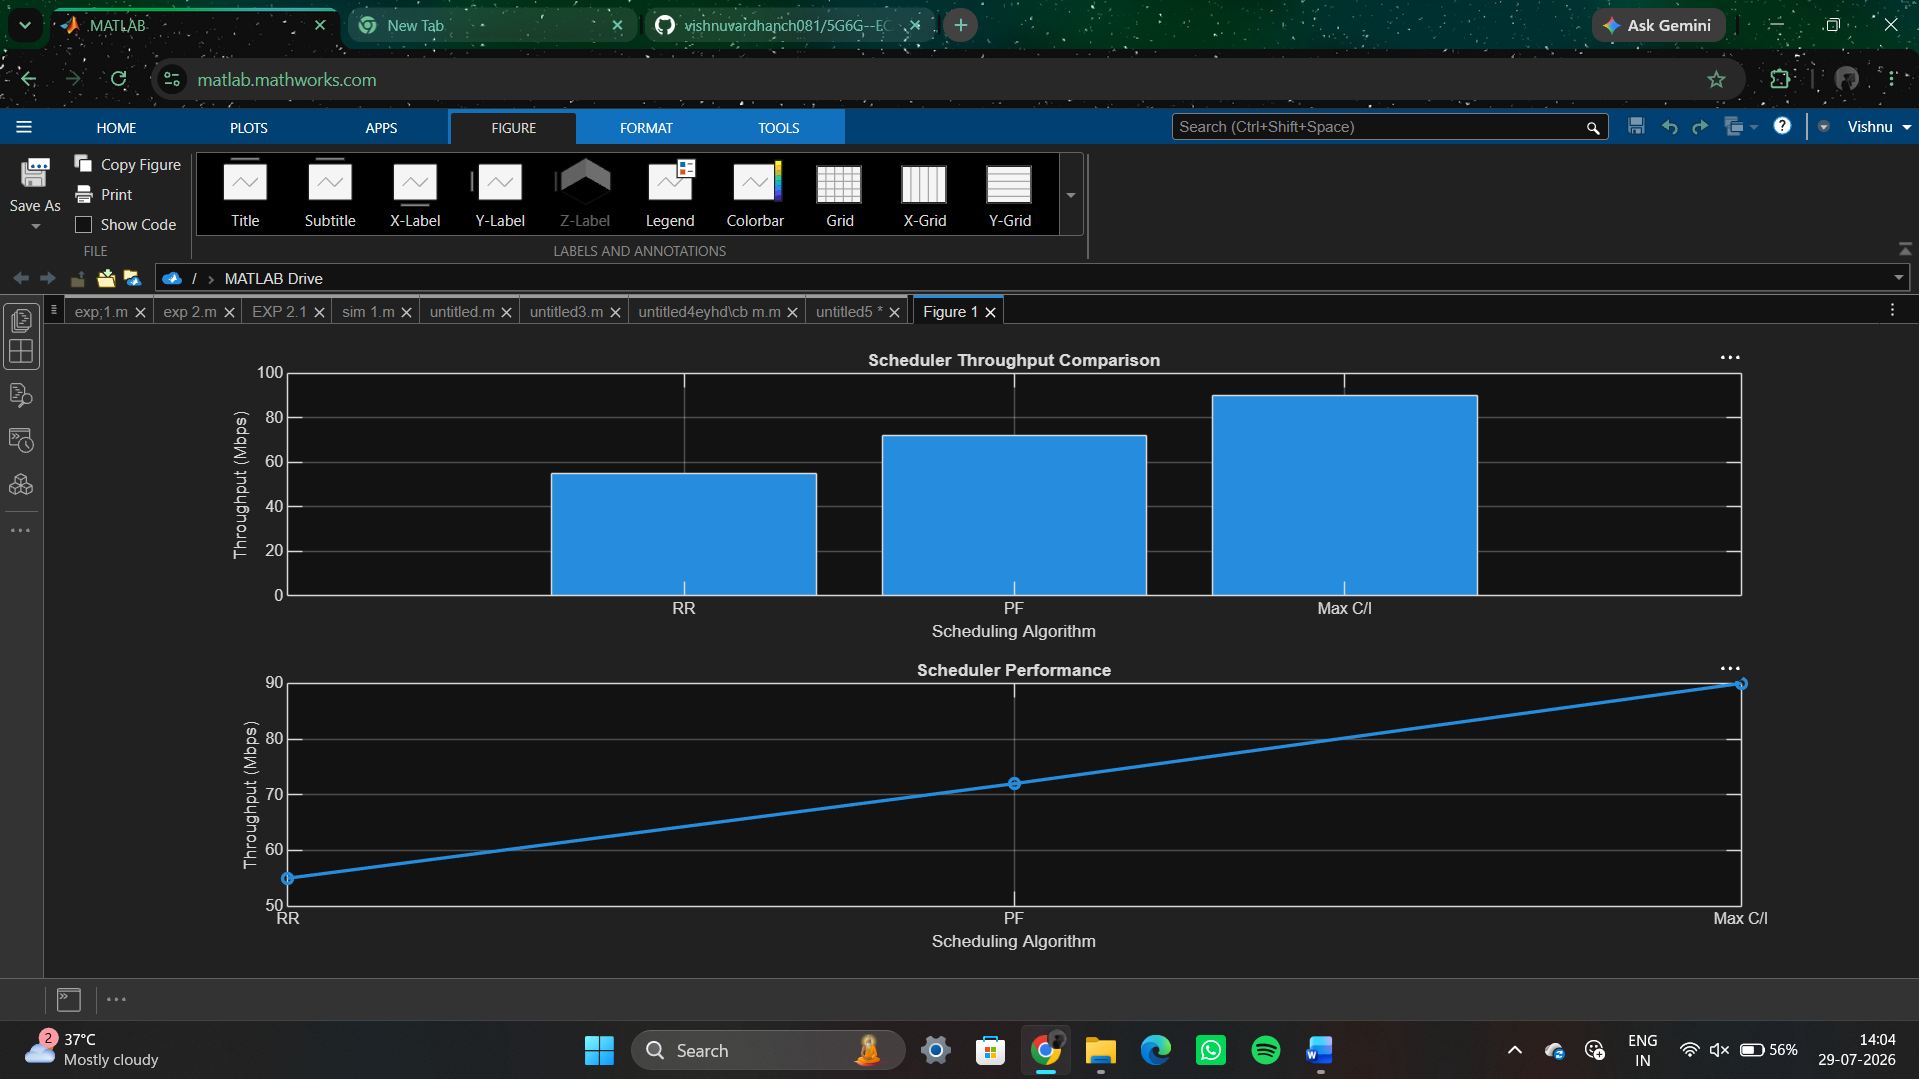 MATLAB
New Tab
vishnuvardhanch081/5G6G--EC
Ask Gemini
matlab.mathworks.com
HOME
PLOTS
APPS
FIGURE
FORMAT
TOOLS
Search (Ctrl+Shift+Space)
Vishnu
Save As
Copy Figure
Print
Show Code
FILE
Title
Subtitle
X-Label
Y-Label
Z-Label
Legend
Colorbar
Grid
X-Grid
Y-Grid
LABELS AND ANNOTATIONS
/ › MATLAB Drive
exp;1.m
exp 2.m
EXP 2.1
sim 1.m
untitled.m
untitled3.m
untitled4eyhd\cb m.m
untitled5 *
Figure 1
Scheduler Throughput Comparison
Throughput (Mbps)
100
80
60
40
20
0
RR
PF
Max C/I
Scheduling Algorithm
Scheduler Performance
Throughput (Mbps)
90
80
70
60
50
RR
PF
Max C/I
Scheduling Algorithm
2
37°C
Mostly cloudy
Search
ENG
IN
56%
14:04
29-07-2026